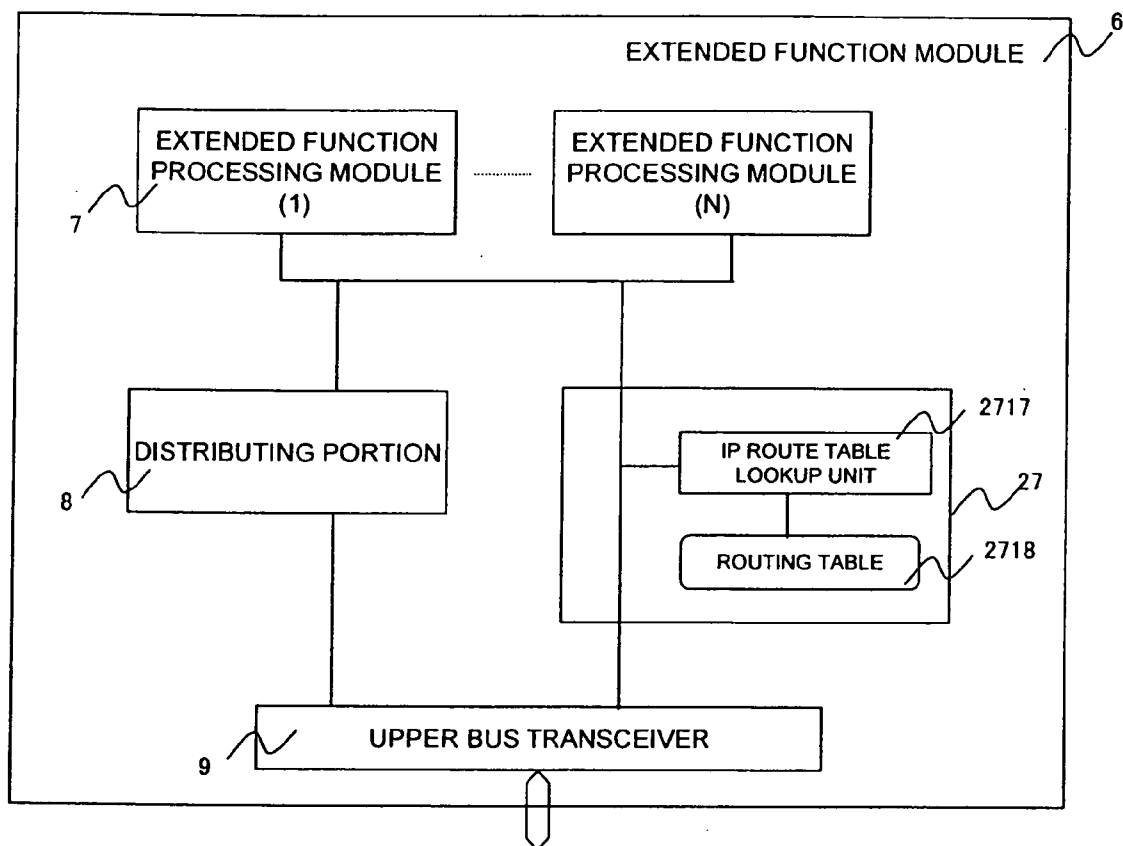 6
EXTENDED FUNCTION MODULE
EXTENDED FUNCTION
PROCESSING MODULE
(1)
EXTENDED FUNCTION
PROCESSING MODULE
(N)
7
2717
IP ROUTE TABLE
LOOKUP UNIT
DISTRIBUTING PORTION
27
8
2718
ROUTING TABLE
UPPER BUS TRANSCEIVER
9